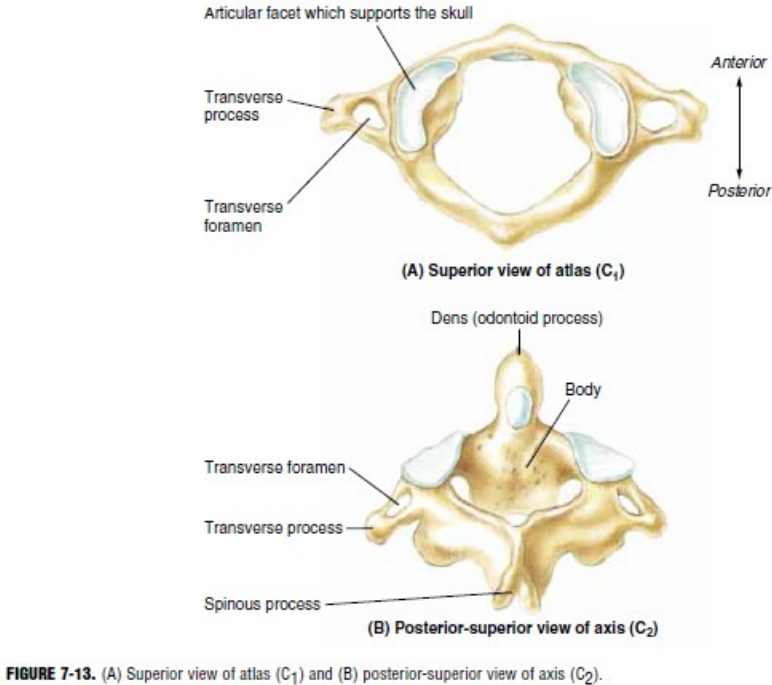 Articular facet which supports the skull
Anterior
Transverse
process
Posterior
Transverse
foramen
(A) Superior view of atlas (C₁)
Dens (odontoid process)
Body
Transverse foramen
Transverse process
Spinous process
(B) Posterior-superior view of axis (C₂)
FIGURE 7-13. (A) Superior view of atlas (C₁) and (B) posterior-superior view of axis (C₂).